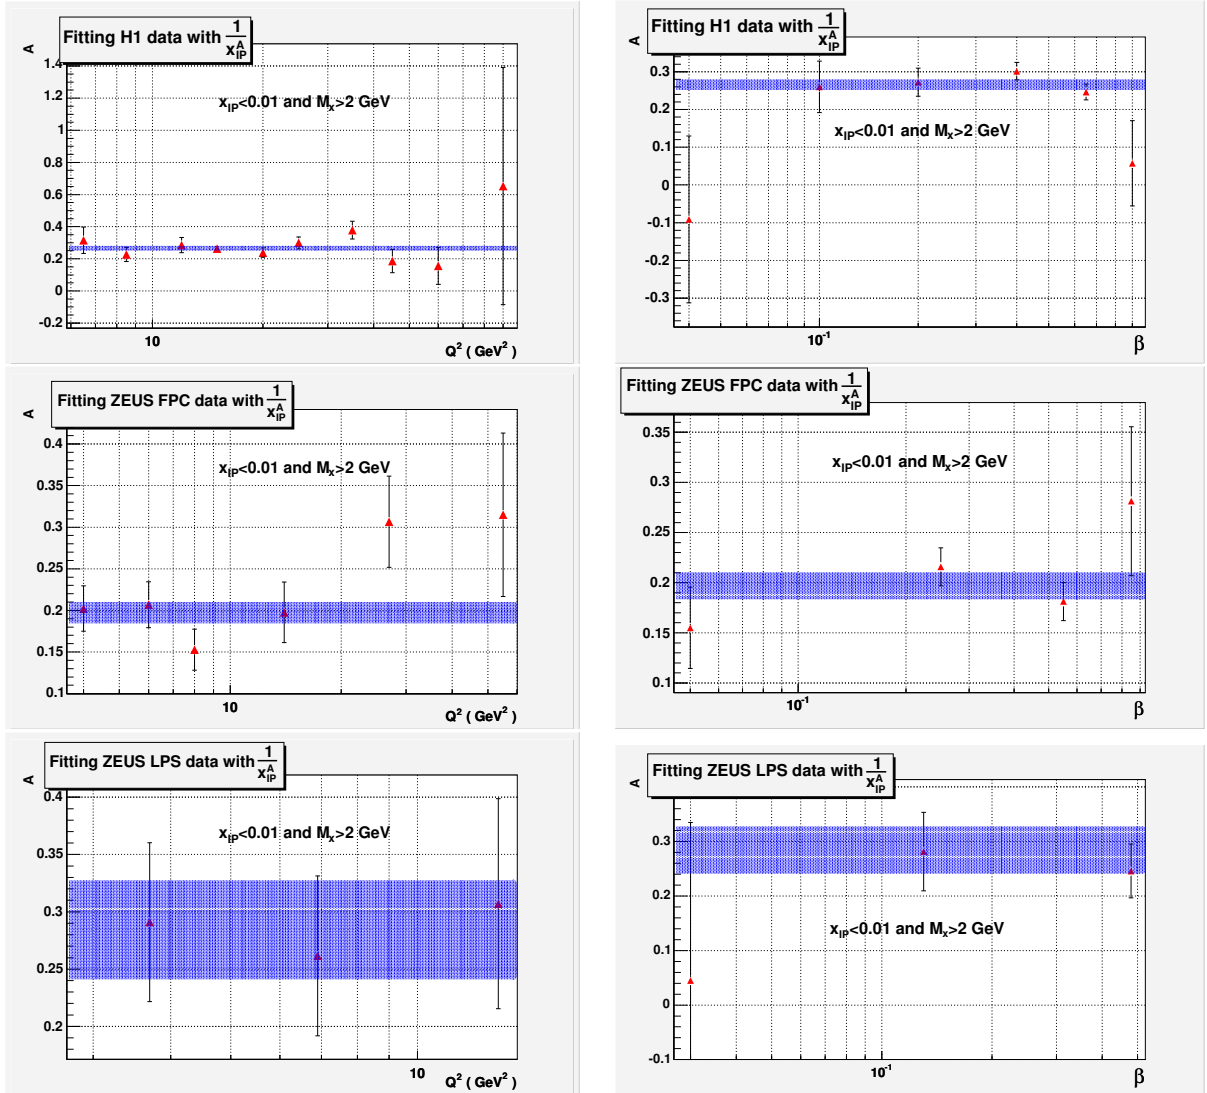 Fitting H1 data with 1/x_IP^A
A
1.4
1.2
1
0.8
0.6
0.4
0.2
0
-0.2
x_IP<0.01 and M_x>2 GeV
10
Q² ( GeV² )
Fitting H1 data with 1/x_IP^A
A
0.3
0.2
0.1
0
-0.1
-0.2
-0.3
x_IP<0.01 and M_x>2 GeV
10⁻¹
β
Fitting ZEUS FPC data with 1/x_IP^A
A
0.4
0.35
0.3
0.25
0.2
0.15
0.1
x_IP<0.01 and M_x>2 GeV
10
Q² ( GeV² )
Fitting ZEUS FPC data with 1/x_IP^A
A
0.35
0.3
0.25
0.2
0.15
0.1
x_IP<0.01 and M_x>2 GeV
10⁻¹
β
Fitting ZEUS LPS data with 1/x_IP^A
A
0.4
0.35
0.3
0.25
0.2
x_IP<0.01 and M_x>2 GeV
10
Q² ( GeV² )
Fitting ZEUS LPS data with 1/x_IP^A
A
0.3
0.2
0.1
0
-0.1
x_IP<0.01 and M_x>2 GeV
10⁻¹
β